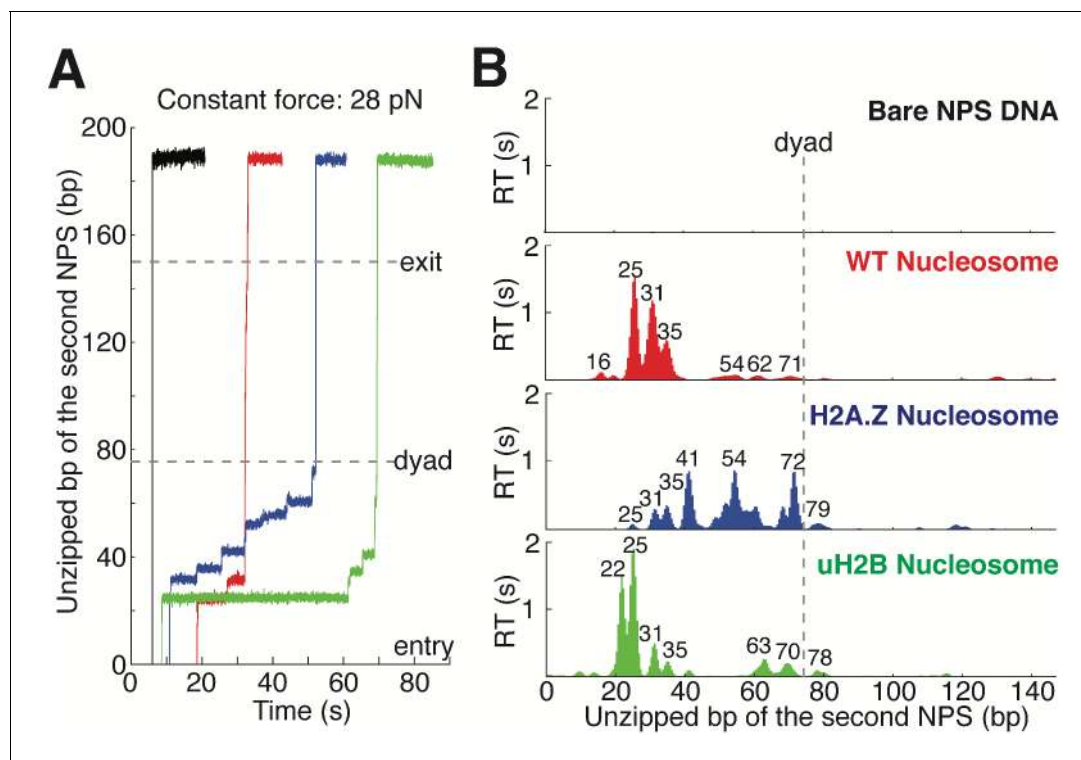 A
Constant force: 28 pN
Unzipped bp of the second NPS (bp)
200
160
120
80
40
0
exit
dyad
entry
0 20 40 60 80
Time (s)
B
Bare NPS DNA
dyad
RT (s)
2
1
WT Nucleosome
RT (s)
2
1
16
25
31
35
54
62
71
H2A.Z Nucleosome
RT (s)
2
1
25
31
35
41
54
72
79
uH2B Nucleosome
RT (s)
2
1
22
25
31
35
63
70
78
0 20 40 60 80 100 120 140
Unzipped bp of the second NPS (bp)